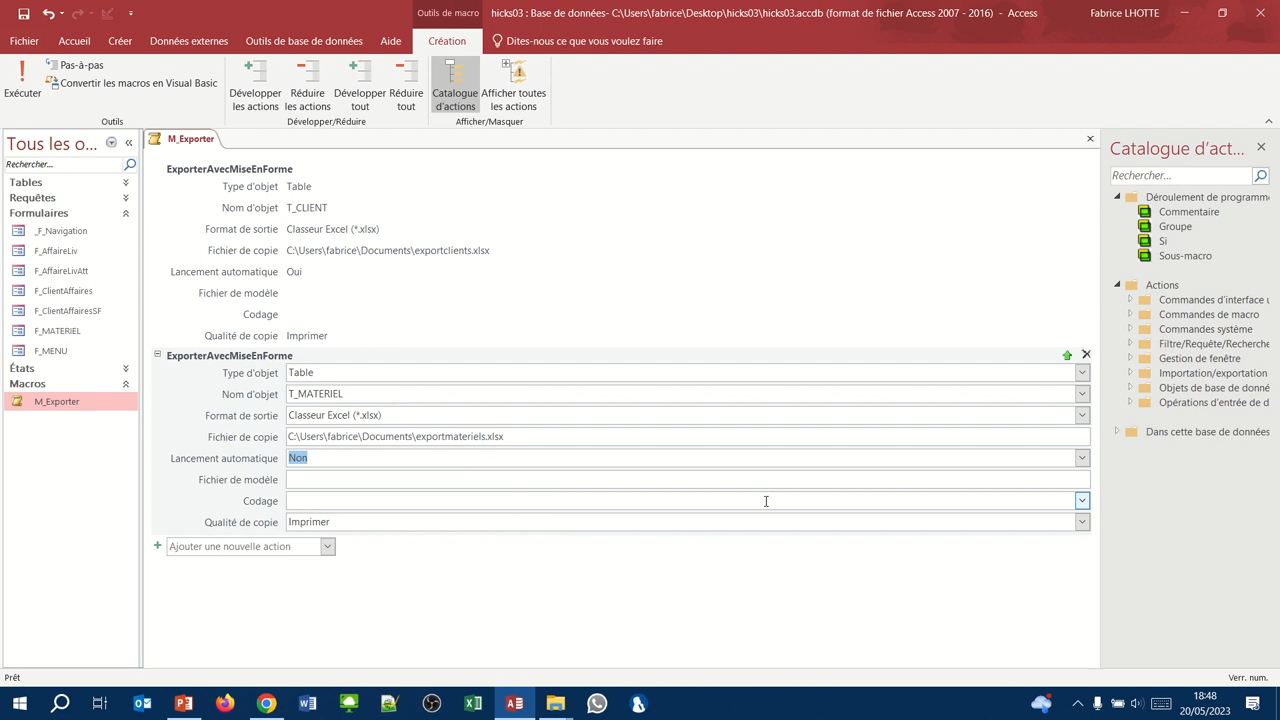 Outils de macro
hicks03 : Base de données- C:\Users\fabrice\Desktop\hicks03\hicks03.accdb (format de fichier Access 2007 - 2016) - Access
Fabrice LHOTTE
Fichier Accueil Créer Données externes Outils de base de données Aide Création Dites-nous ce que vous voulez faire
Exécuter
Pas-à-pas
Convertir les macros en Visual Basic
Outils
Développer les actions
Réduire les actions
Développer tout
Réduire tout
Développer/Réduire
Catalogue d'actions
Afficher toutes les actions
Afficher/Masquer
Tous les o...
Rechercher...
Tables
Requêtes
Formulaires
_F_Navigation
F_AffaireLiv
F_AffaireLivAtt
F_ClientAffaires
F_ClientAffairesSF
F_MATERIEL
F_MENU
États
Macros
M_Exporter
M_Exporter
ExporterAvecMiseEnForme
Type d'objet Table
Nom d'objet T_CLIENT
Format de sortie Classeur Excel (*.xlsx)
Fichier de copie C:\Users\fabrice\Documents\exportclients.xlsx
Lancement automatique Oui
Fichier de modèle
Codage
Qualité de copie Imprimer
ExporterAvecMiseEnForme
Type d'objet Table
Nom d'objet T_MATERIEL
Format de sortie Classeur Excel (*.xlsx)
Fichier de copie C:\Users\fabrice\Documents\exportmateriels.xlsx
Lancement automatique Non
Fichier de modèle
Codage
Qualité de copie Imprimer
Ajouter une nouvelle action
Catalogue d'act...
Rechercher...
Déroulement de programme
Commentaire
Groupe
Si
Sous-macro
Actions
Commandes d'interface u
Commandes de macro
Commandes système
Filtre/Requête/Recherche
Gestion de fenêtre
Importation/exportation
Objets de base de donné
Opérations d'entrée de d
Dans cette base de données
Prêt
Verr. num.
18:48
20/05/2023